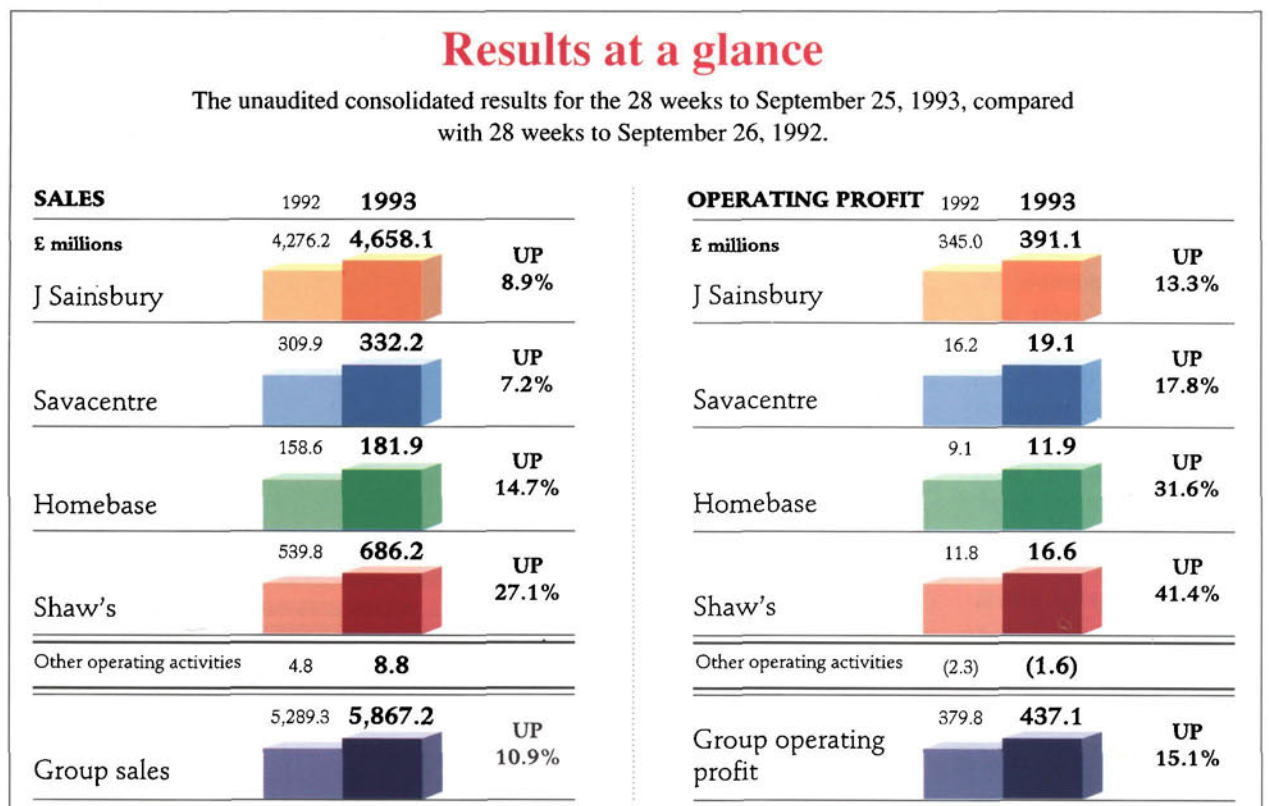 Results at a glance
The unaudited consolidated results for the 28 weeks to September 25, 1993, compared
with 28 weeks to September 26, 1992.
SALES 1992 1993
£ millions 4,276.2 4,658.1
J Sainsbury UP
8.9%
309.9 332.2
Savacentre UP
7.2%
158.6 181.9
Homebase UP
14.7%
539.8 686.2
Shaw's UP
27.1%
Other operating activities 4.8 8.8
5,289.3 5,867.2
Group sales UP
10.9%
OPERATING PROFIT 1992 1993
£ millions 345.0 391.1
J Sainsbury UP
13.3%
16.2 19.1
Savacentre UP
17.8%
9.1 11.9
Homebase UP
31.6%
11.8 16.6
Shaw's UP
41.4%
Other operating activities (2.3) (1.6)
379.8 437.1
Group operating
profit UP
15.1%